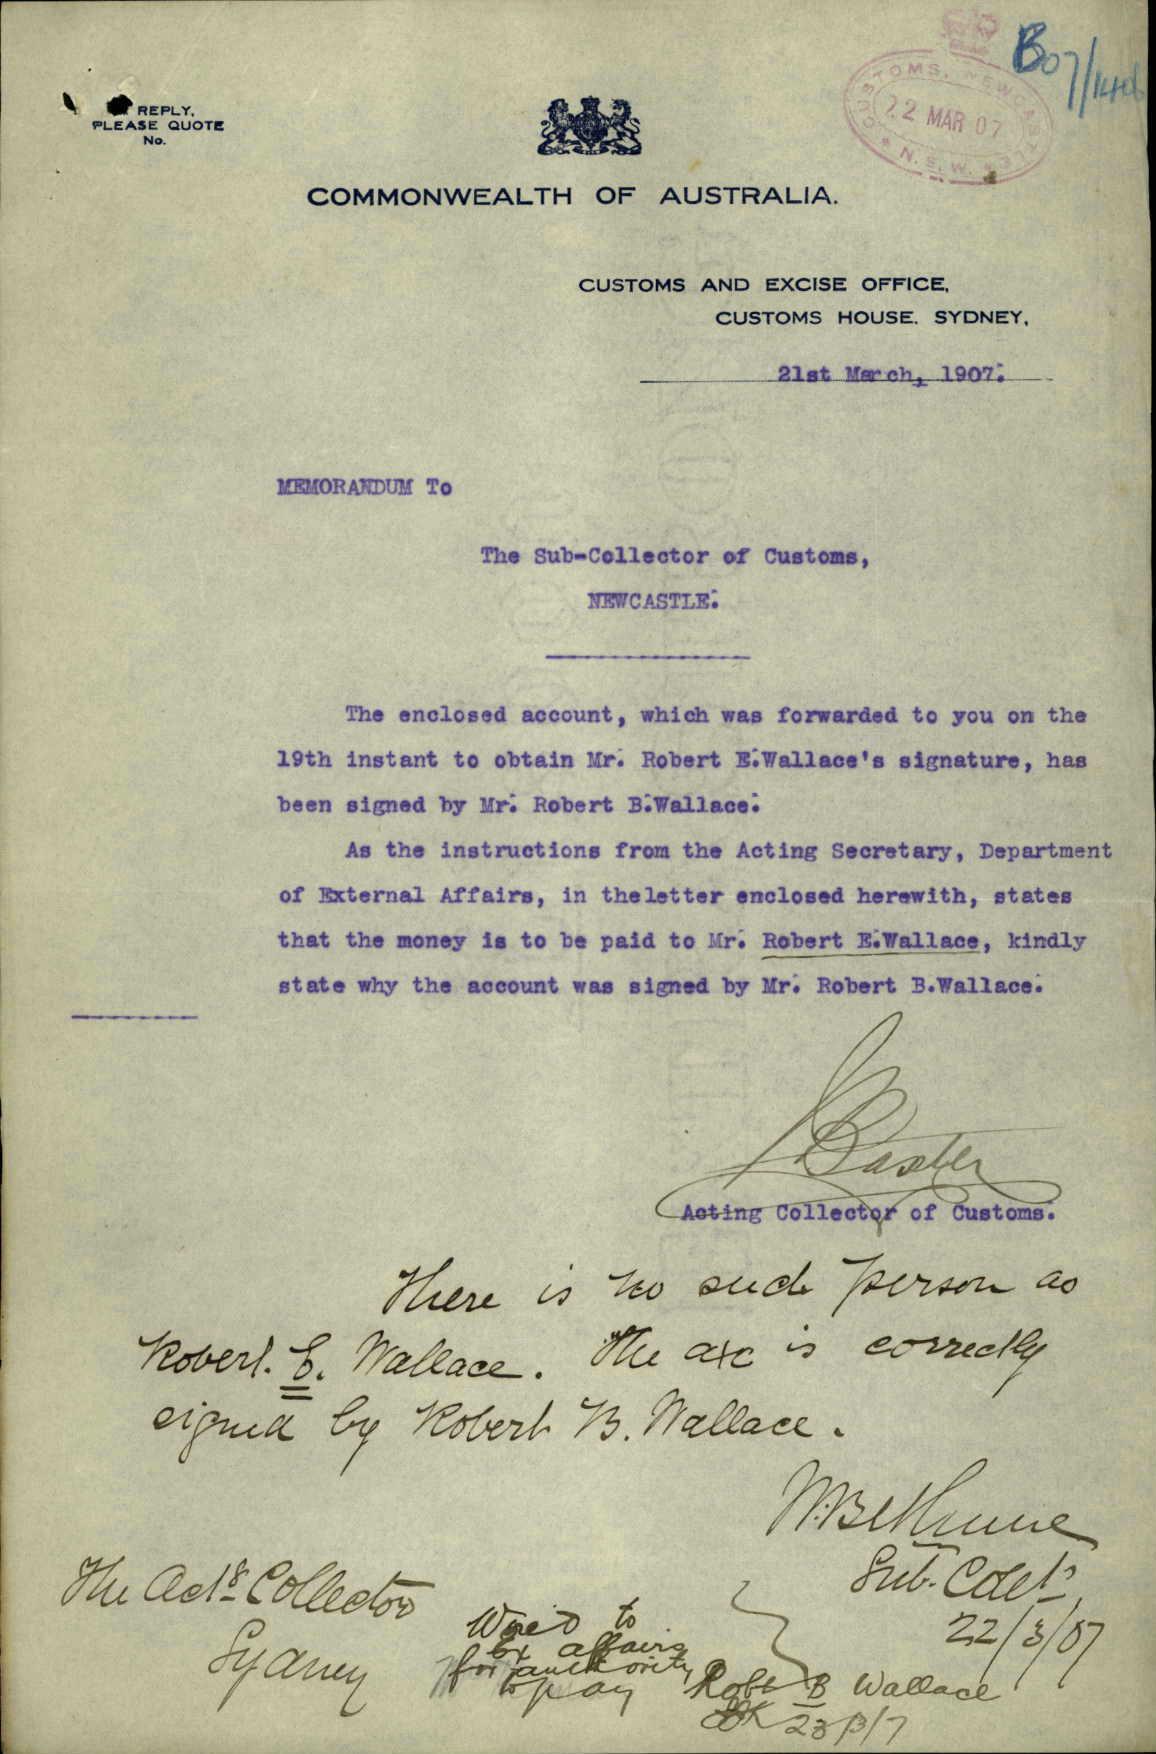 REPLY,
PLEASE QUOTE
No.
B07/
CUSTOMS, NEW
22 MAR 07
N.S.W.
COMMONWEALTH OF AUSTRALIA.
CUSTOMS AND EXCISE OFFICE,
CUSTOMS HOUSE. SYDNEY,
21st March, 1907.
MEMORANDUM To
The Sub-Collector of Customs,
NEWCASTLE.
The enclosed account, which was forwarded to you on the
19th instant to obtain Mr. Robert E.Wallace's signature, has
been signed by Mr. Robert B.Wallace.
As the instructions from the Acting Secretary, Department
of External Affairs, in theletter enclosed herewith, states
that the money is to be paid to Mr. Robert E.Wallace, kindly
state why the account was signed by Mr. Robert B.Wallace.
Baxter
Acting Collector of Customs.
There is no such person as
Robert. E. Wallace. The a/c is correctly
signed by Robert B. Wallace.
Sub. Collr
22/3/07
The Actg Collector
Sydney
Wired to
Ex affairs
for authority
to pay
Robt B Wallace
23/3/7